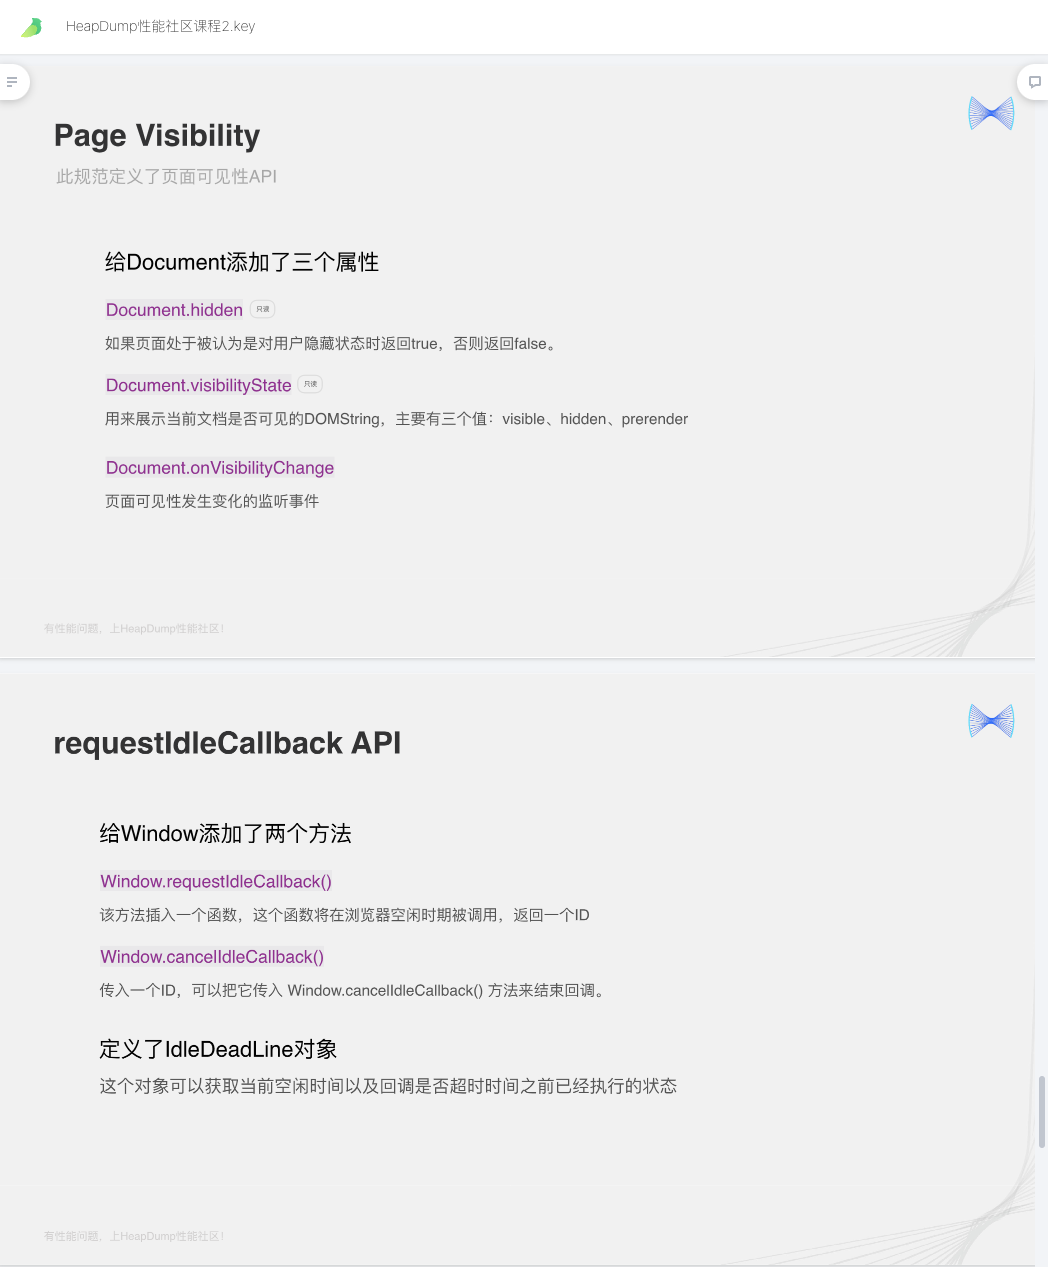 HeapDump性能社区课程2.key
Page Visibility
此规范定义了页面可见性API
给Document添加了三个属性
Document.hidden 只读
如果页面处于被认为是对用户隐藏状态时返回true，否则返回false。
Document.visibilityState 只读
用来展示当前文档是否可见的DOMString，主要有三个值：visible、hidden、prerender
Document.onVisibilityChange
页面可见性发生变化的监听事件
有性能问题，上HeapDump性能社区！
requestIdleCallback API
给Window添加了两个方法
Window.requestIdleCallback()
该方法插入一个函数，这个函数将在浏览器空闲时期被调用，返回一个ID
Window.cancelIdleCallback()
传入一个ID，可以把它传入 Window.cancelIdleCallback() 方法来结束回调。
定义了IdleDeadLine对象
这个对象可以获取当前空闲时间以及回调是否超时时间之前已经执行的状态
有性能问题，上HeapDump性能社区！